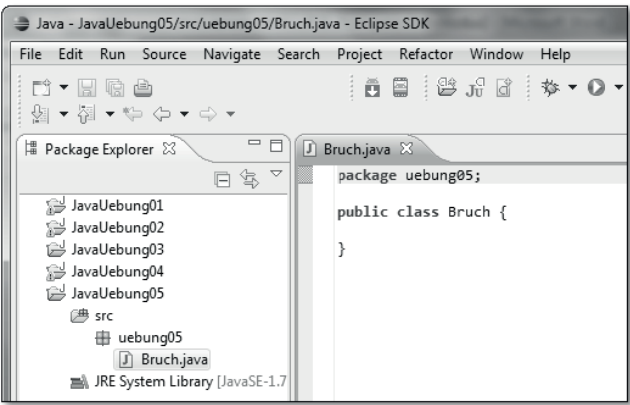 Java - JavaUebung05/src/uebung05/Bruch.java - Eclipse SDK
File Edit Run Source Navigate Search Project Refactor Window Help
Package Explorer
JavaUebung01
JavaUebung02
JavaUebung03
JavaUebung04
JavaUebung05
src
uebung05
Bruch.java
JRE System Library [JavaSE-1.7
Bruch.java
package uebung05;
public class Bruch {
}